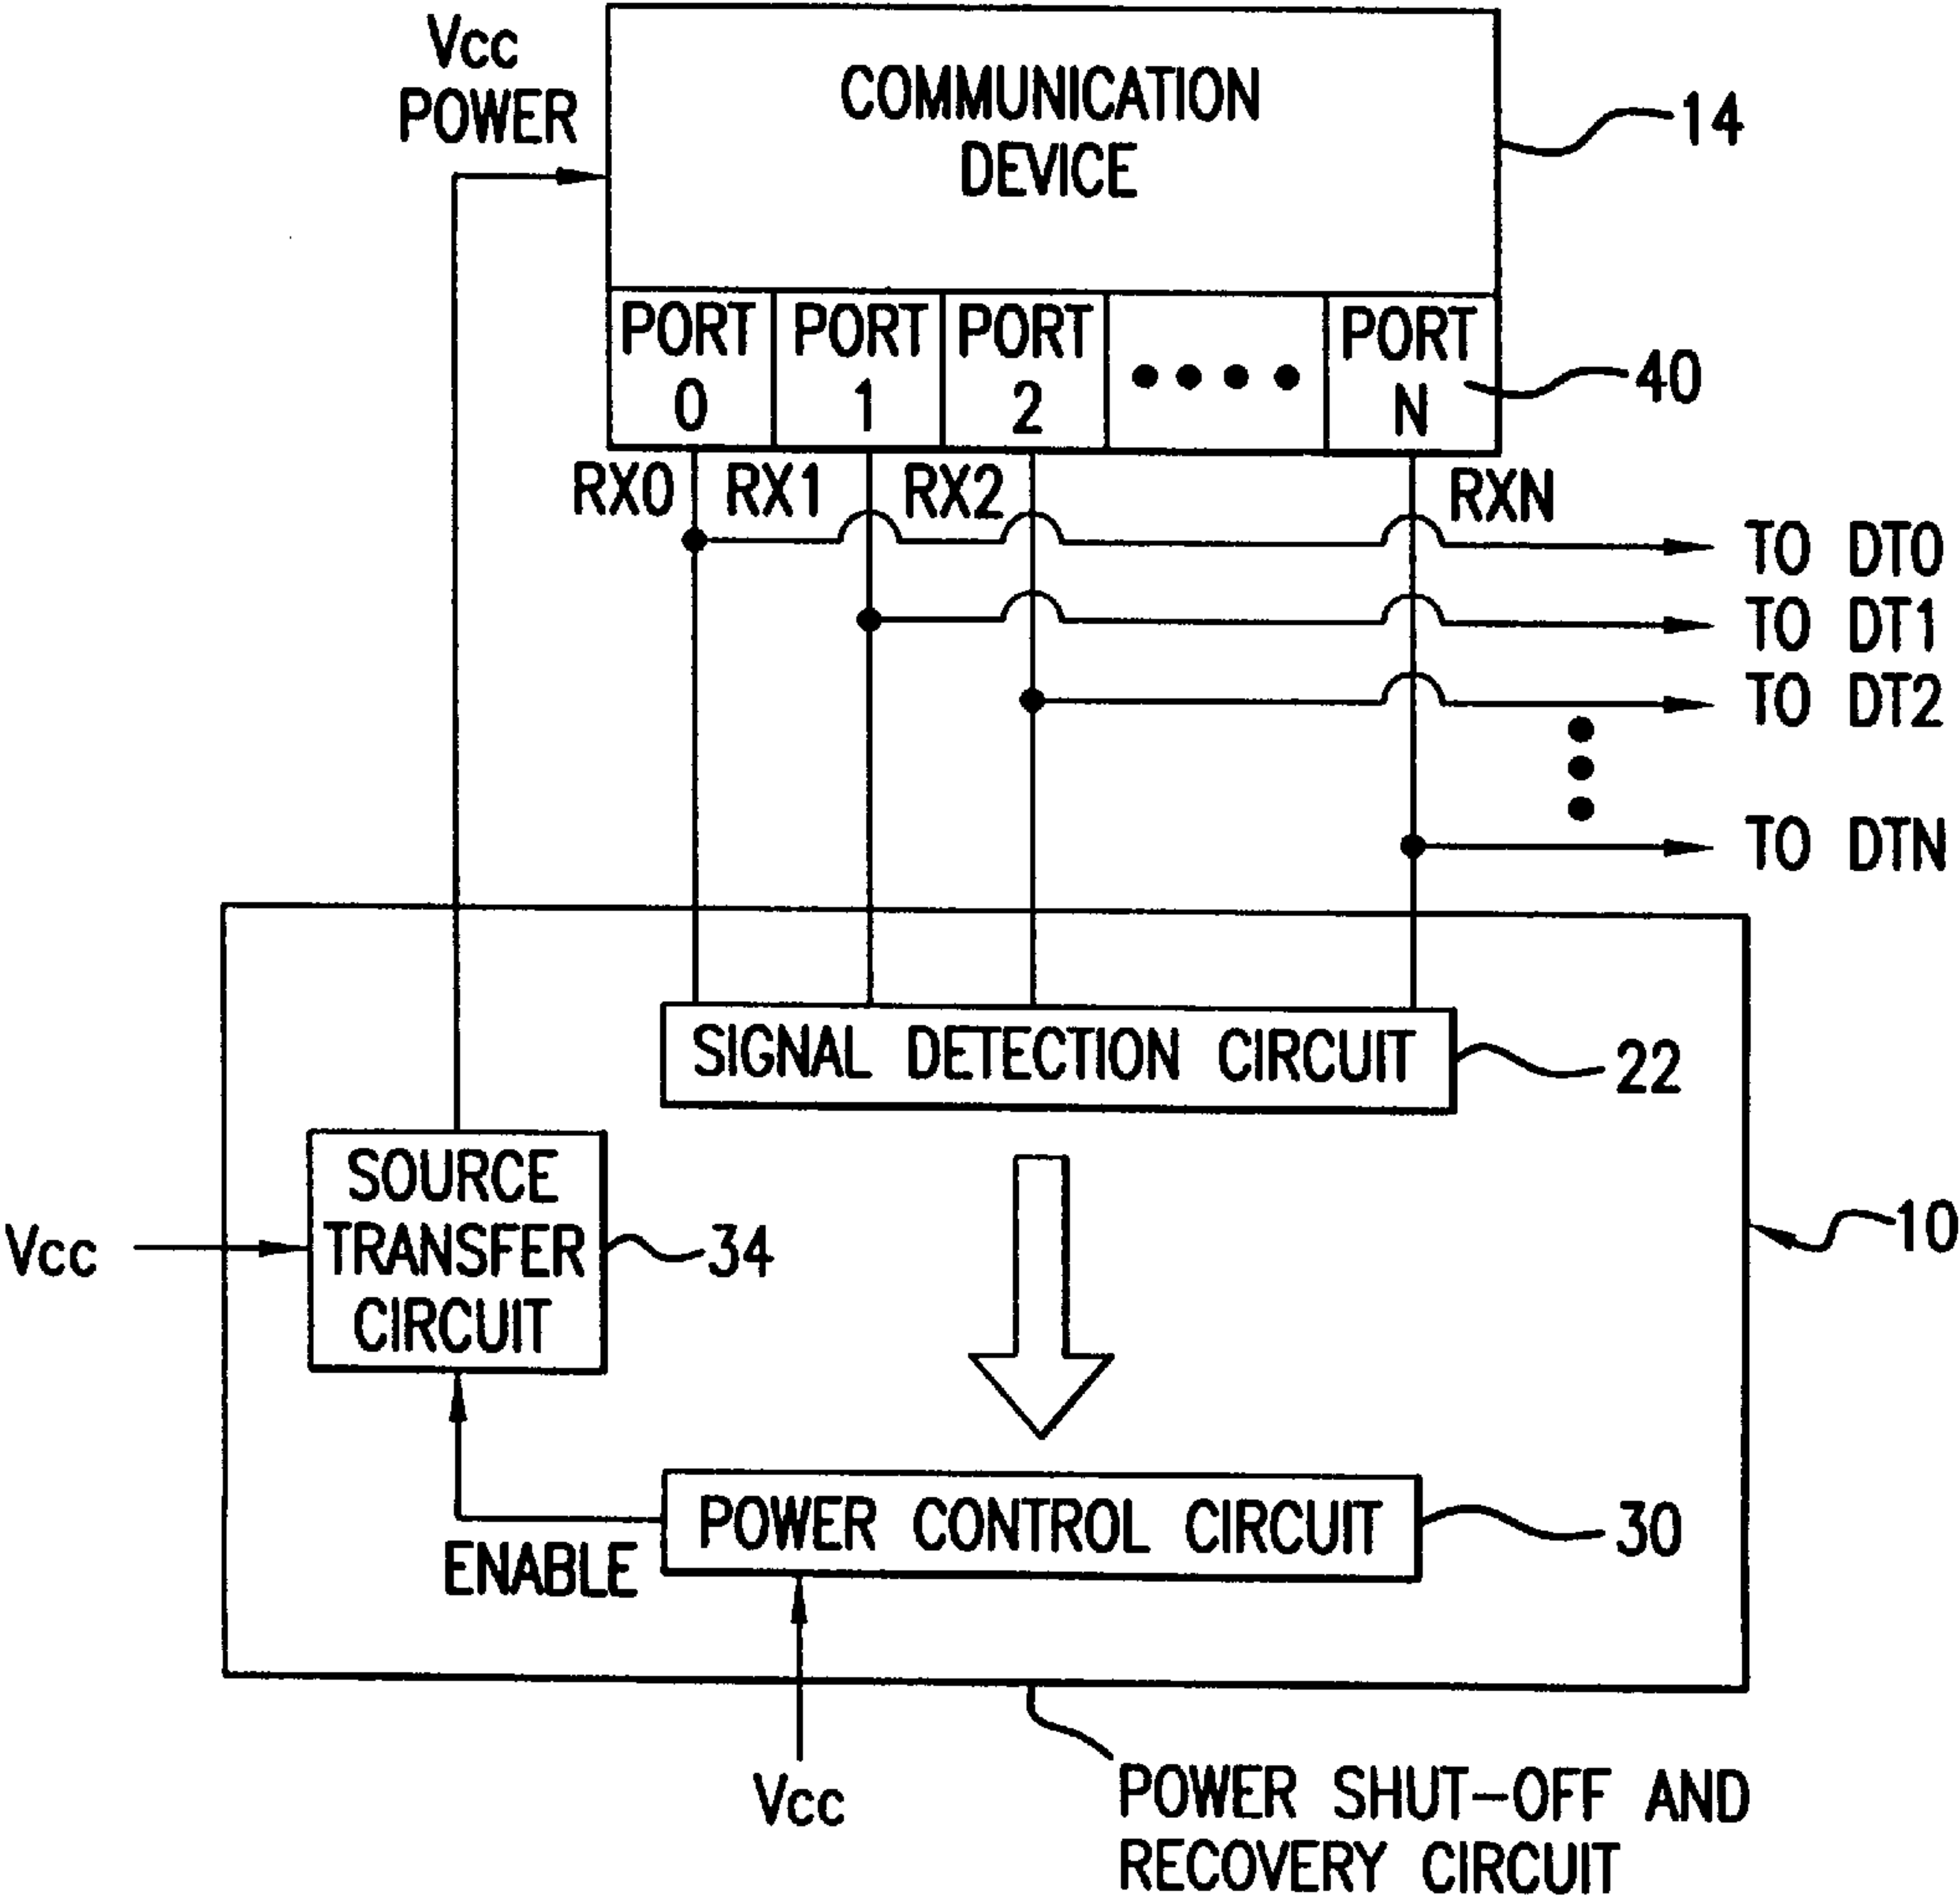 Vcc
POWER
COMMUNICATION
DEVICE
14
PORT
0
PORT
1
PORT
2
PORT
N
40
RX0
RX1
RX2
RXN
TO DT0
TO DT1
TO DT2
TO DTN
SIGNAL DETECTION CIRCUIT
22
SOURCE
TRANSFER
CIRCUIT
34
Vcc
10
POWER CONTROL CIRCUIT
30
ENABLE
Vcc
POWER SHUT-OFF AND
RECOVERY CIRCUIT